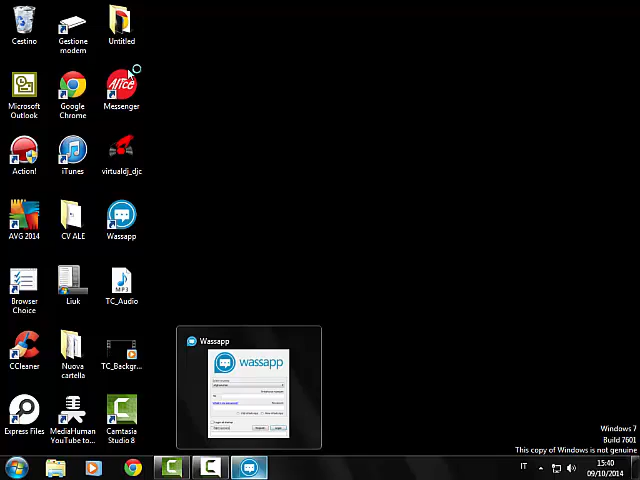 Cestino
Gestione
modem
Untitled
Microsoft
Outlook
Google
Chrome
Alice
Messenger
Action!
iTunes
virtualdj_djc
AVG 2014
CV ALE
Wassapp
Browser
Choice
Liuk
MP3
TC_Audio
CCleaner
Nuova
cartella
TC_Backgr...
Express Files
MediaHuman
YouTube to...
Camtasia
Studio 8
Wassapp
wassapp
Windows 7
Build 7601
This copy of Windows is not genuine
IT
15:40
09/10/2014